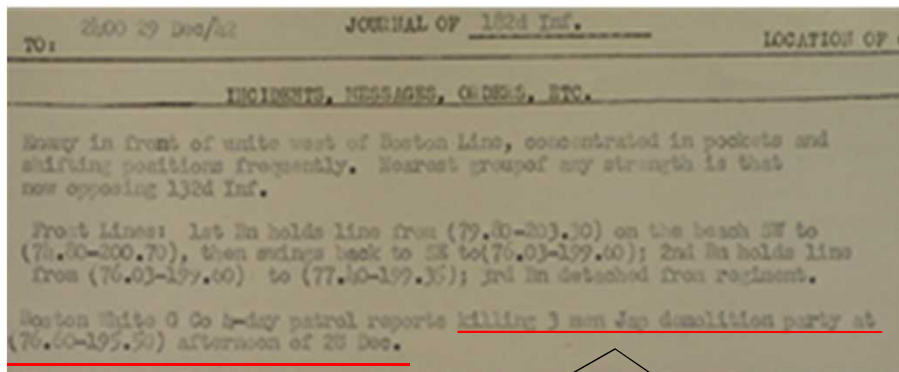 2400 29 Dec/42 JOURNAL OF 182d Inf.
TO: LOCATION OF
INCIDENTS, MESSAGES, ORDERS, ETC.
Enemy in front of units west of Boston Line, concentrated in pockets and
shifting positions frequently. Nearest groupof any strength is that
now opposing 132d Inf.
Front Lines: 1st Bn holds line from (79.80-203.30) on the beach SW to
(78.80-200.70), then swings back to SE to(76.03-199.60); 2nd Bn holds line
from (76.03-199.60) to (77.40-199.35); 3rd Bn detached from regiment.
Boston White G Co 4-day patrol reports killing 3 men Jap demolition party at
(76.60-195.50) afternoon of 28 Dec.